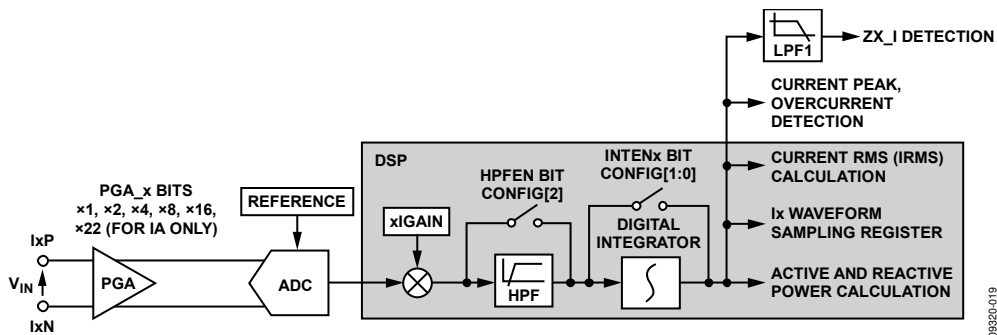 LPF1
ZX_I DETECTION
CURRENT PEAK,
OVERCURRENT
DETECTION
DSP
HPFEN BIT
CONFIG[2]
INTENx BIT
CONFIG[1:0]
CURRENT RMS (IRMS)
CALCULATION
PGA_x BITS
×1, ×2, ×4, ×8, ×16,
×22 (FOR IA ONLY)
REFERENCE
xIGAIN
DIGITAL
INTEGRATOR
Ix WAVEFORM
SAMPLING REGISTER
IxP
VIN
IxN
PGA
ADC
HPF
ACTIVE AND REACTIVE
POWER CALCULATION
09320-019